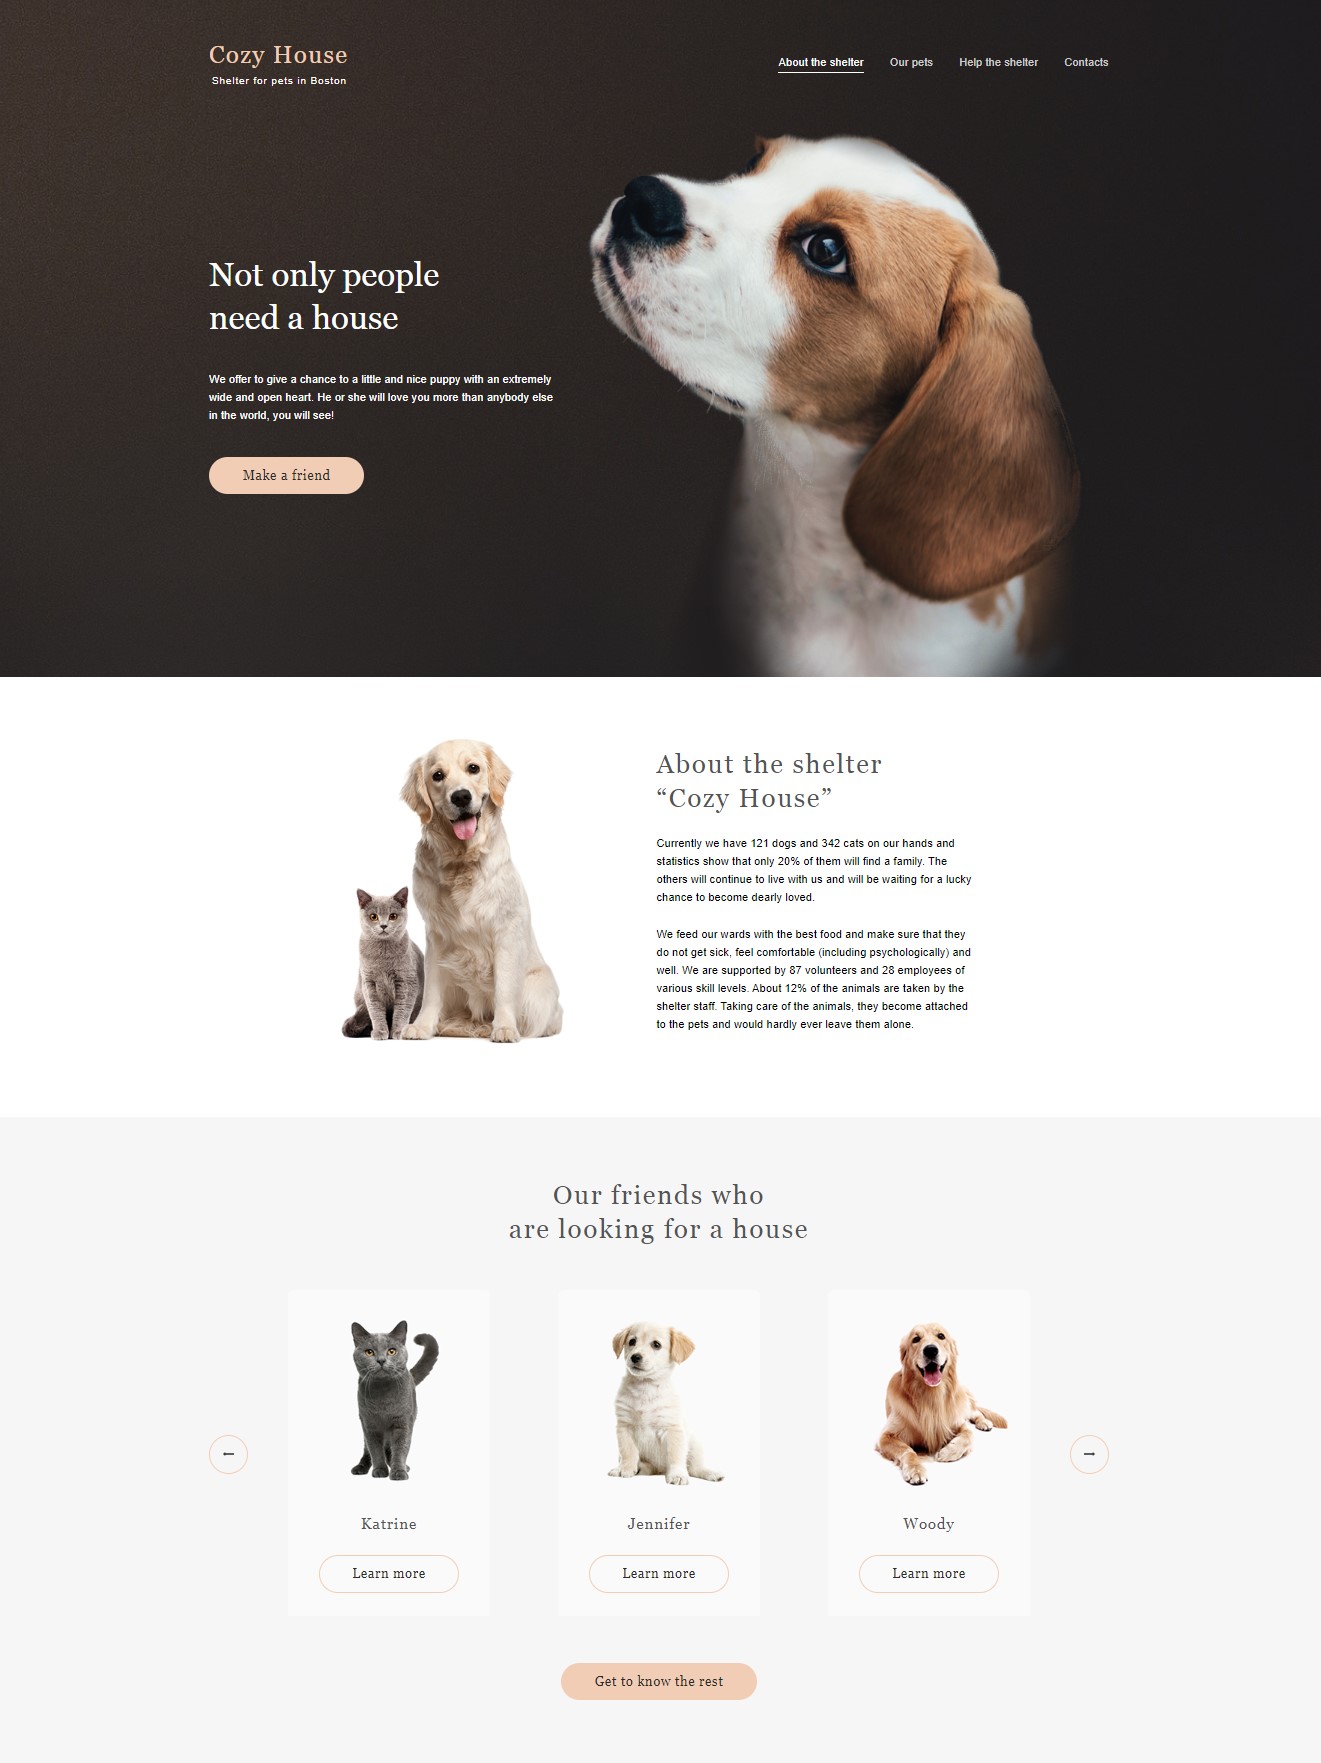 Cozy House
Shelter for pets in Boston
About the shelter
Our pets
Help the shelter
Contacts
Not only people
need a house
We offer to give a chance to a little and nice puppy with an extremely
wide and open heart. He or she will love you more than anybody else
in the world, you will see!
Make a friend
About the shelter
“Cozy House”
Currently we have 121 dogs and 342 cats on our hands and
statistics show that only 20% of them will find a family. The
others will continue to live with us and will be waiting for a lucky
chance to become dearly loved.
We feed our wards with the best food and make sure that they
do not get sick, feel comfortable (including psychologically) and
well. We are supported by 87 volunteers and 28 employees of
various skill levels. About 12% of the animals are taken by the
shelter staff. Taking care of the animals, they become attached
to the pets and would hardly ever leave them alone.
Our friends who
are looking for a house
Katrine
Jennifer
Woody
Learn more
Learn more
Learn more
Get to know the rest